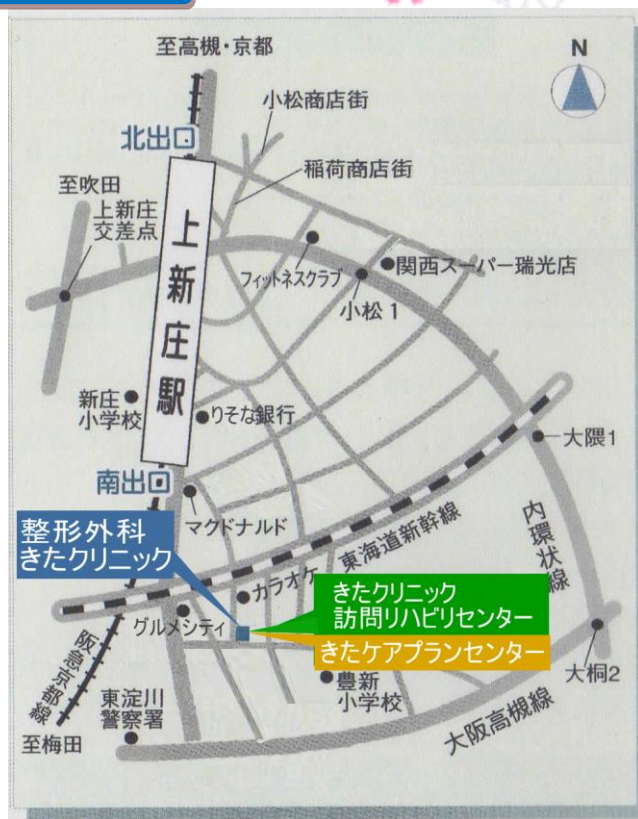 至高槻・京都
N
小松商店街
北出口
稲荷商店街
至吹田
上新庄
交差点
上新庄駅
フィットネスクラブ
関西スーパー瑞光店
小松1
新庄
小学校
りそな銀行
大隈1
南出口
マクドナルド
整形外科
きたクリニック
東海道新幹線
内環状線
カラオケ
きたクリニック
訪問リハビリセンター
グルメシティ
きたケアプランセンター
阪急京都線
豊新
小学校
大桐2
東淀川
警察署
大阪高槻線
至梅田